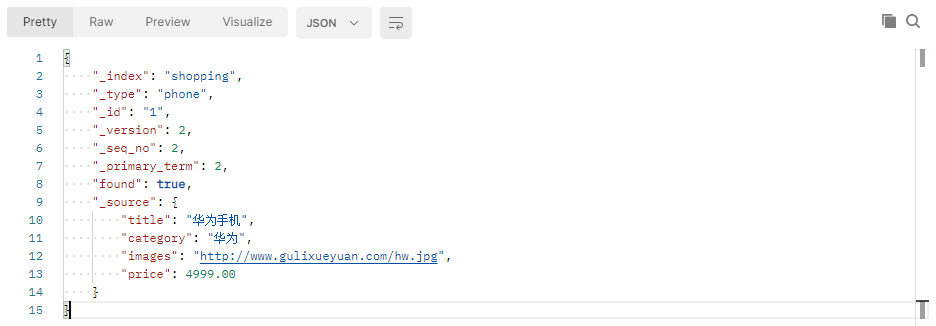 Pretty Raw Preview Visualize JSON
1 {
2 "_index": "shopping",
3 "_type": "phone",
4 "_id": "1",
5 "_version": 2,
6 "_seq_no": 2,
7 "_primary_term": 2,
8 "found": true,
9 "_source": {
10 "title": "华为手机",
11 "category": "华为",
12 "images": "http://www.gulixueyuan.com/hw.jpg",
13 "price": 4999.00
14 }
15 }